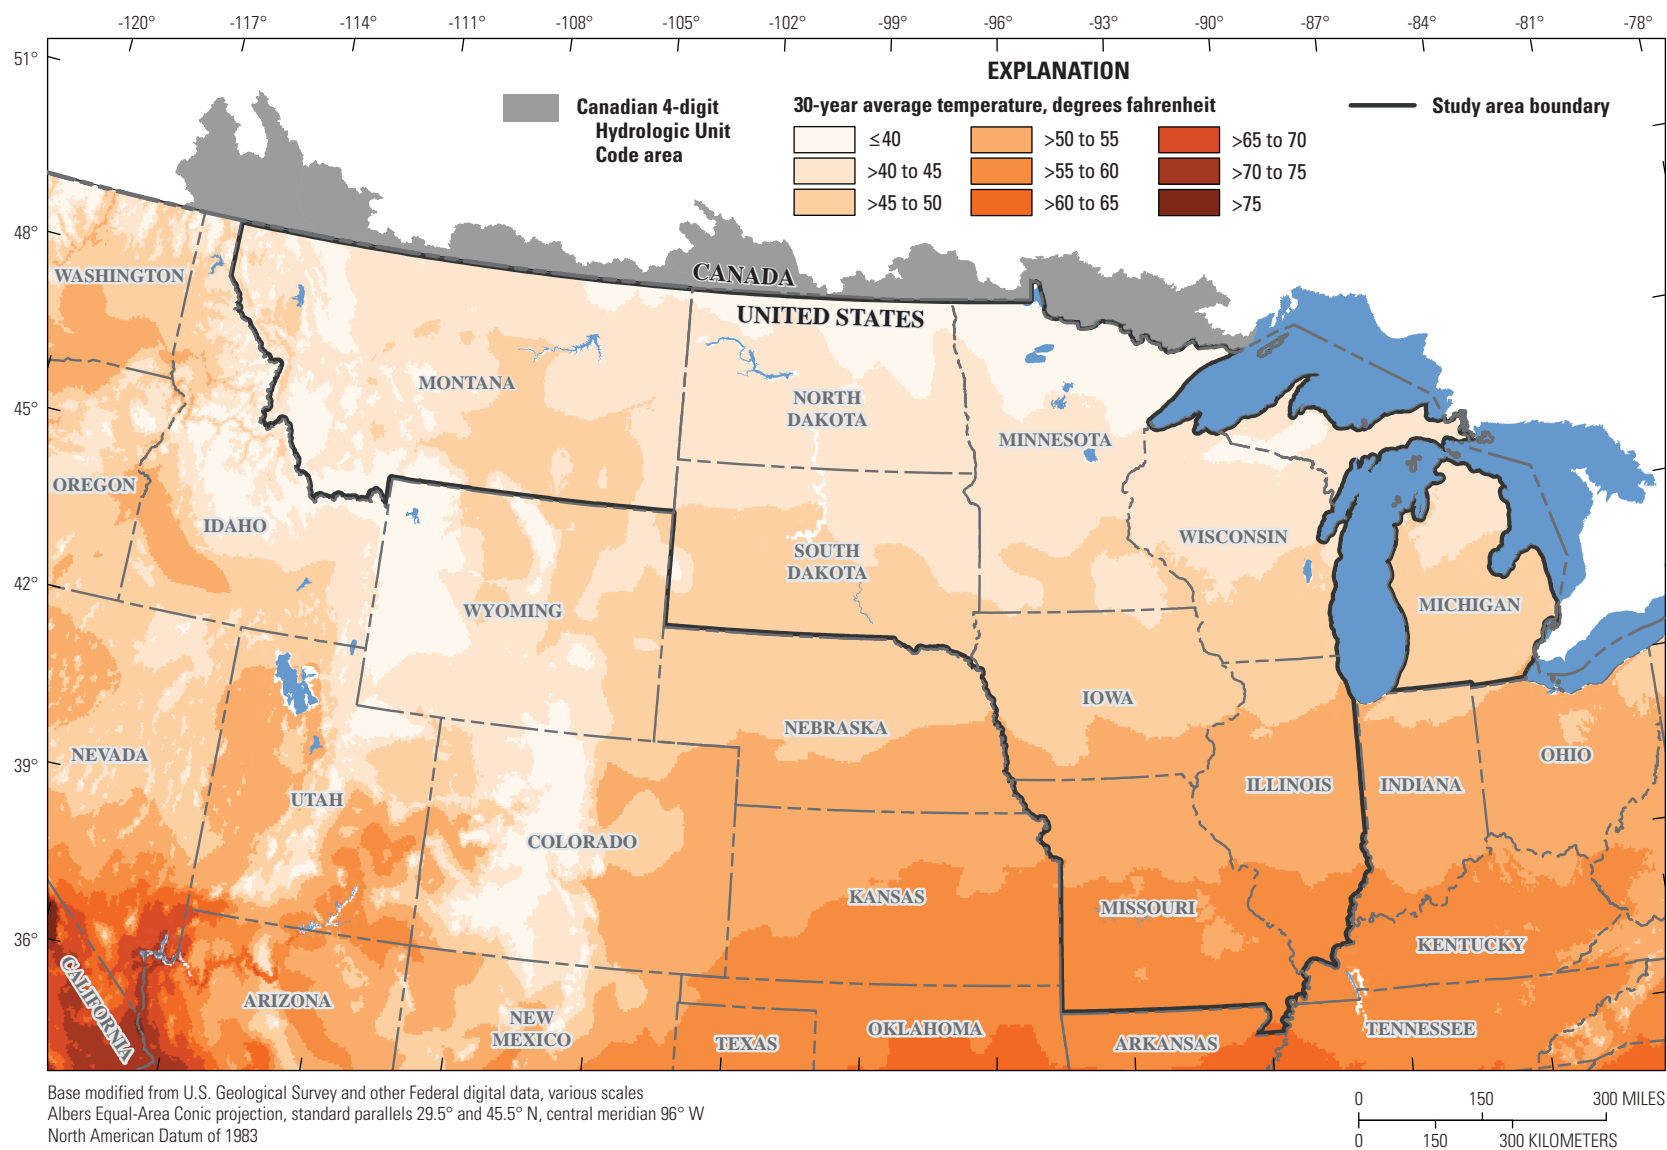 -120° -117° -114° -111° -108° -105° -102° -99° -96° -93° -90° -87° -84° -81° -78°
51°
48°
45°
42°
39°
36°
EXPLANATION
Canadian 4-digit
Hydrologic Unit
Code area
30-year average temperature, degrees fahrenheit
≤40
>40 to 45
>45 to 50
>50 to 55
>55 to 60
>60 to 65
>65 to 70
>70 to 75
>75
Study area boundary
CANADA
UNITED STATES
WASHINGTON
MONTANA
NORTH
DAKOTA
MINNESOTA
OREGON
IDAHO
WISCONSIN
SOUTH
DAKOTA
WYOMING
MICHIGAN
IOWA
NEBRASKA
NEVADA
OHIO
UTAH
ILLINOIS
INDIANA
COLORADO
KANSAS
MISSOURI
KENTUCKY
CALIFORNIA
ARIZONA
NEW
MEXICO
OKLAHOMA
TEXAS
ARKANSAS
TENNESSEE
Base modified from U.S. Geological Survey and other Federal digital data, various scales
Albers Equal-Area Conic projection, standard parallels 29.5° and 45.5° N, central meridian 96° W
North American Datum of 1983
0 150 300 MILES
0 150 300 KILOMETERS